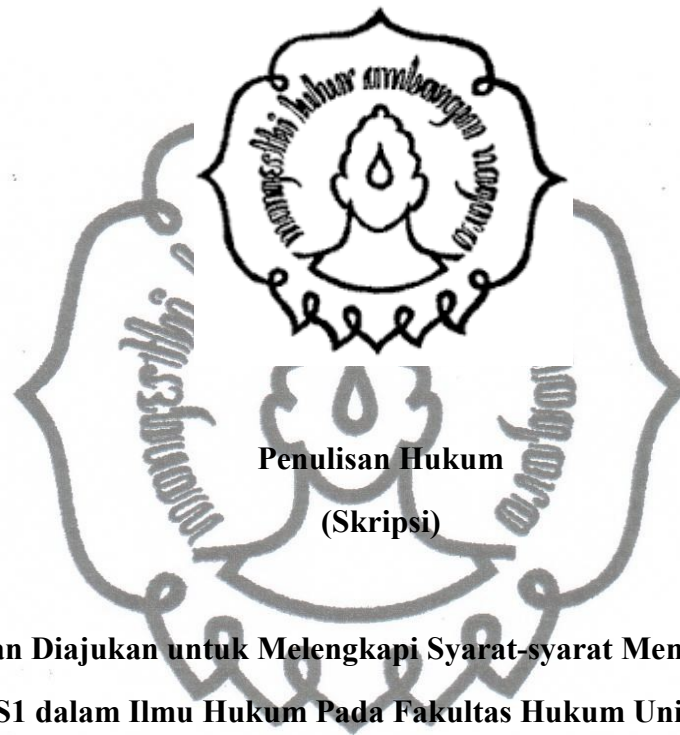 mangesthi luhur ambangun nagara
Penulisan Hukum
(Skripsi)
an Diajukan untuk Melengkapi Syarat-syarat Men
S1 dalam Ilmu Hukum Pada Fakultas Hukum Uni